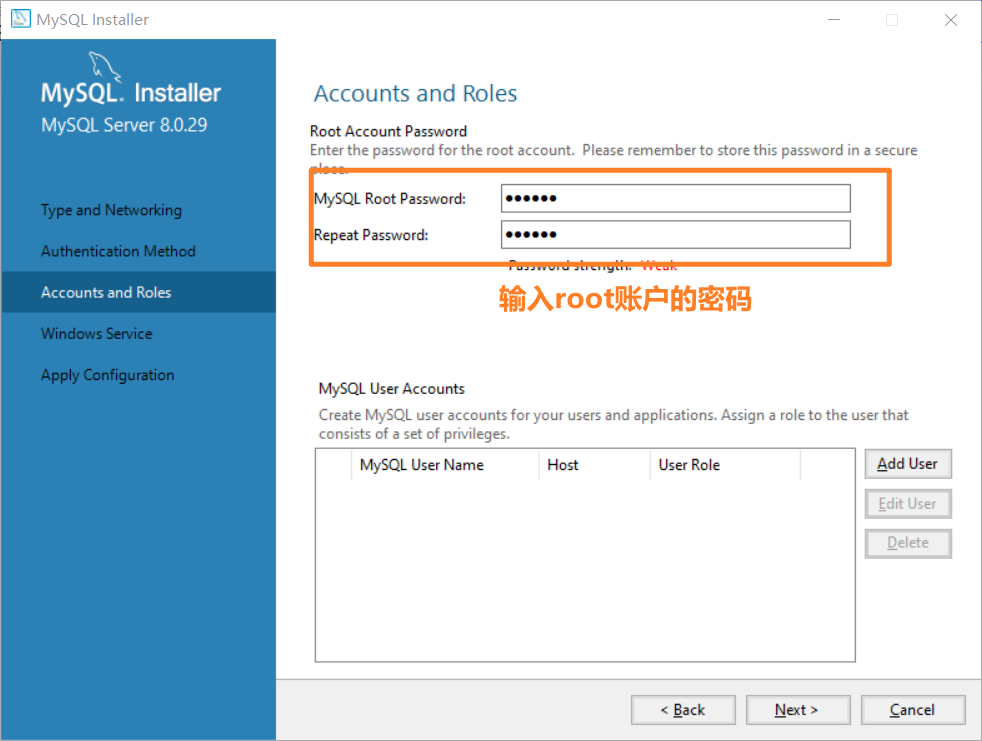 MySQL Installer
MySQL. Installer
MySQL Server 8.0.29
Type and Networking
Authentication Method
Accounts and Roles
Windows Service
Apply Configuration
Accounts and Roles
Root Account Password
Enter the password for the root account. Please remember to store this password in a secure
place.
MySQL Root Password:
Repeat Password:
Password strength: Weak
输入root账户的密码
MySQL User Accounts
Create MySQL user accounts for your users and applications. Assign a role to the user that
consists of a set of privileges.
MySQL User Name Host User Role
Add User
Edit User
Delete
< Back Next > Cancel